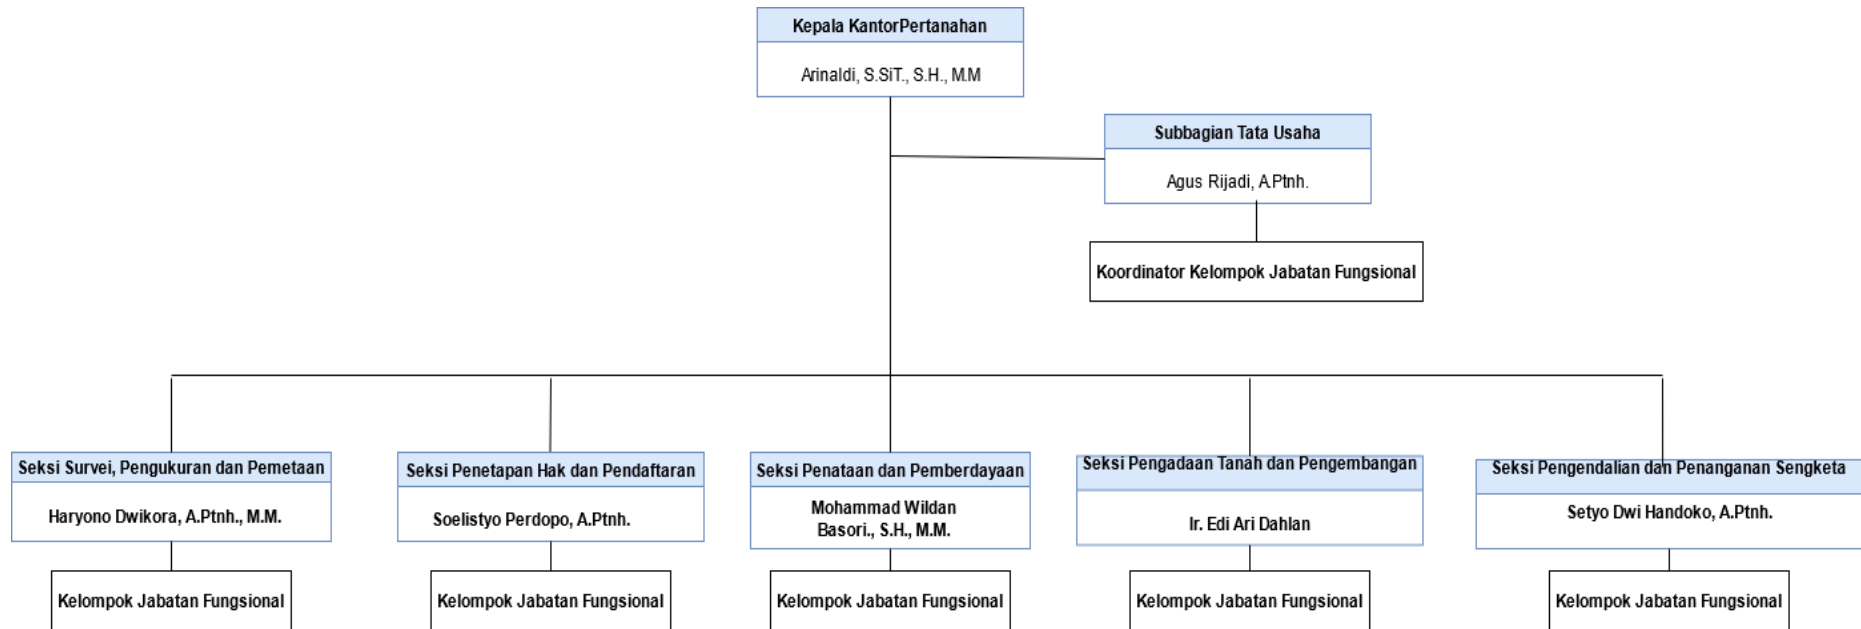 Kepala KantorPertanahan
Arinaldi, S.SiT., S.H., M.M
Subbagian Tata Usaha
Agus Rijadi, A.Ptnh.
Koordinator Kelompok Jabatan Fungsional
Seksi Survei, Pengukuran dan Pemetaan
Haryono Dwikora, A.Ptnh., M.M.
Kelompok Jabatan Fungsional
Seksi Penetapan Hak dan Pendaftaran
Soelistyo Perdopo, A.Ptnh.
Kelompok Jabatan Fungsional
Seksi Penataan dan Pemberdayaan
Mohammad Wildan
Basori., S.H., M.M.
Kelompok Jabatan Fungsional
Seksi Pengadaan Tanah dan Pengembangan
Ir. Edi Ari Dahlan
Kelompok Jabatan Fungsional
Seksi Pengendalian dan Penanganan Sengketa
Setyo Dwi Handoko, A.Ptnh.
Kelompok Jabatan Fungsional